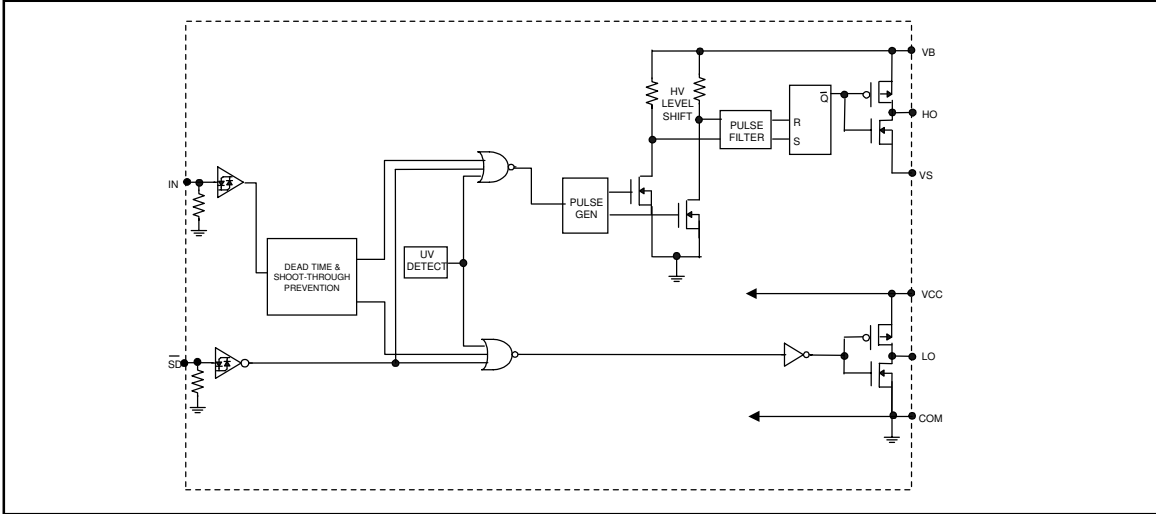 VB
HV
LEVEL
SHIFT
Q̅
HO
PULSE
FILTER
R
S
VS
IN
PULSE
GEN
UV
DETECT
DEAD TIME &
SHOOT-THROUGH
PREVENTION
VCC
S̅D̅
LO
COM